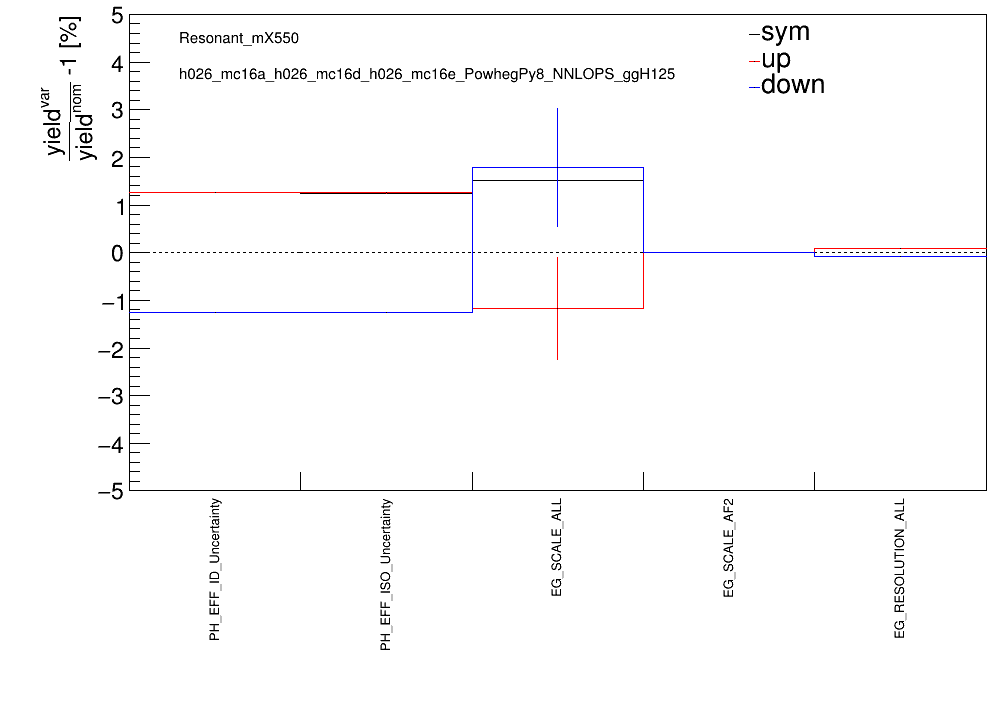 Resonant_mX550
h026_mc16a_h026_mc16d_h026_mc16e_PowhegPy8_NNLOPS_ggH125
−sym
−up
−down
yield^var
yield^nom -1 [%]
5
4
3
2
1
0
−1
−2
−3
−4
−5
PH_EFF_ID_Uncertainty
PH_EFF_ISO_Uncertainty
EG_SCALE_ALL
EG_SCALE_AF2
EG_RESOLUTION_ALL